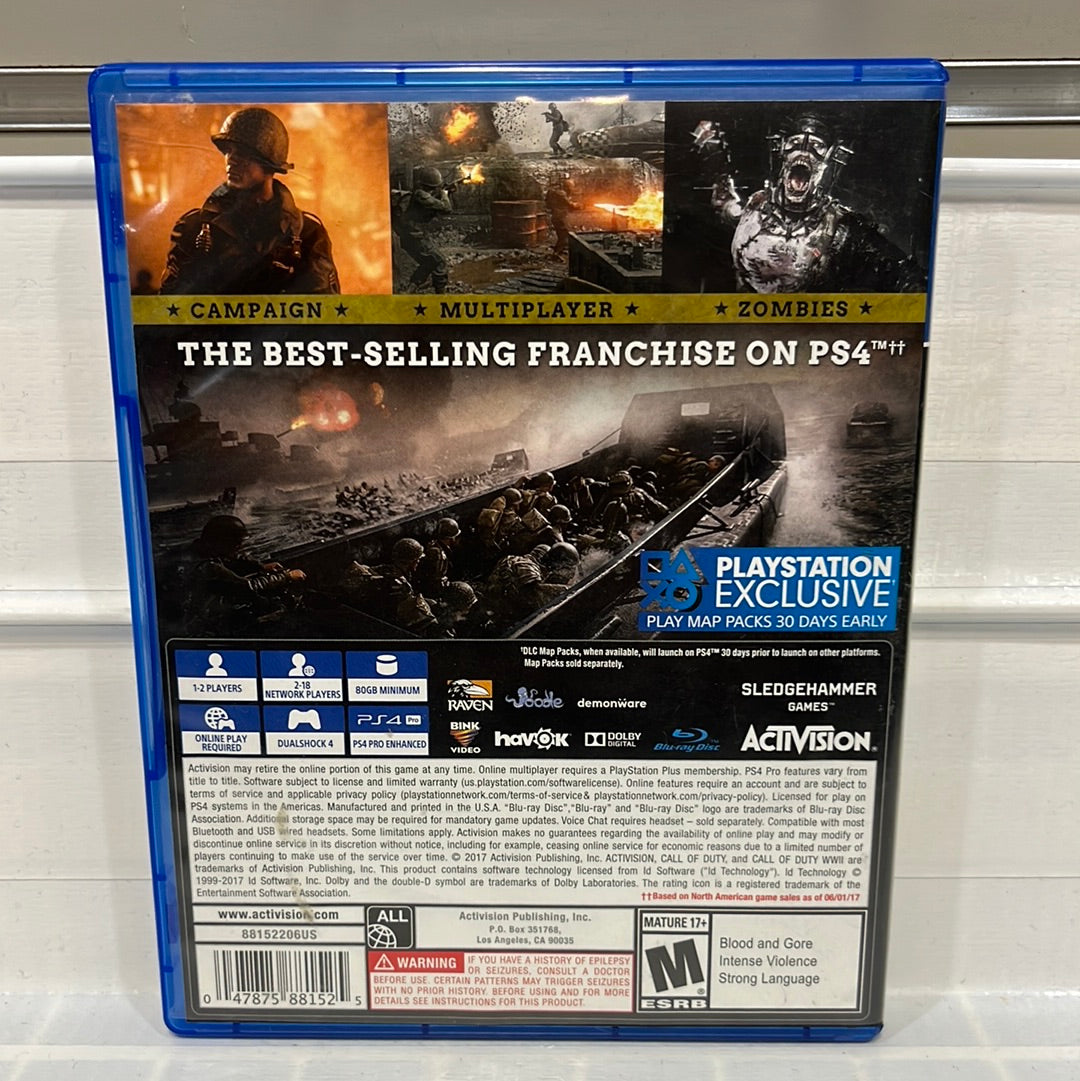 ★ CAMPAIGN ★ ★ MULTIPLAYER ★ ★ ZOMBIES ★
THE BEST-SELLING FRANCHISE ON PS4™††
PLAYSTATION
EXCLUSIVE†
PLAY MAP PACKS 30 DAYS EARLY
†DLC Map Packs, when available, will launch on PS4™ 30 days prior to launch on other platforms.
Map Packs sold separately.
1-2 PLAYERS
2-18
NETWORK PLAYERS
80GB MINIMUM
ONLINE PLAY
REQUIRED
DUALSHOCK 4
PS4 Pro
PS4 PRO ENHANCED
RAVEN
oodle
demonware
SLEDGEHAMMER
GAMES™
BINK
VIDEO
havok
DOLBY
DIGITAL
Blu-ray Disc™
ACTIVISION®
Activision may retire the online portion of this game at any time. Online multiplayer requires a PlayStation Plus membership. PS4 Pro features vary from
title to title. Software subject to license and limited warranty (us.playstation.com/softwarelicense). Online features require an account and are subject to
terms of service and applicable privacy policy (playstationnetwork.com/terms-of-service & playstationnetwork.com/privacy-policy). Licensed for play on
PS4 systems in the Americas. Manufactured and printed in the U.S.A. "Blu-ray Disc", "Blu-ray" and "Blu-ray Disc" logo are trademarks of Blu-ray Disc
Association. Additional storage space may be required for mandatory game updates. Voice Chat requires headset – sold separately. Compatible with most
Bluetooth and USB wired headsets. Some limitations apply. Activision makes no guarantees regarding the availability of online play and may modify or
discontinue online service in its discretion without notice, including for example, ceasing online service for economic reasons due to a limited number of
players continuing to make use of the service over time. © 2017 Activision Publishing, Inc. ACTIVISION, CALL OF DUTY, and CALL OF DUTY WWII are
trademarks of Activision Publishing, Inc. This product contains software technology licensed from Id Software ("Id Technology"). Id Technology ©
1999-2017 Id Software, Inc. Dolby and the double-D symbol are trademarks of Dolby Laboratories. The rating icon is a registered trademark of the
Entertainment Software Association.
††Based on North American game sales as of 06/01/17
www.activision.com
88152206US
0 47875 88152 5
ALL
Activision Publishing, Inc.
P.O. Box 351768,
Los Angeles, CA 90035
WARNING IF YOU HAVE A HISTORY OF EPILEPSY
OR SEIZURES, CONSULT A DOCTOR
BEFORE USE. CERTAIN PATTERNS MAY TRIGGER SEIZURES
WITH NO PRIOR HISTORY. BEFORE USING AND FOR MORE
DETAILS SEE INSTRUCTIONS FOR THIS PRODUCT.
MATURE 17+
M®
ESRB
Blood and Gore
Intense Violence
Strong Language